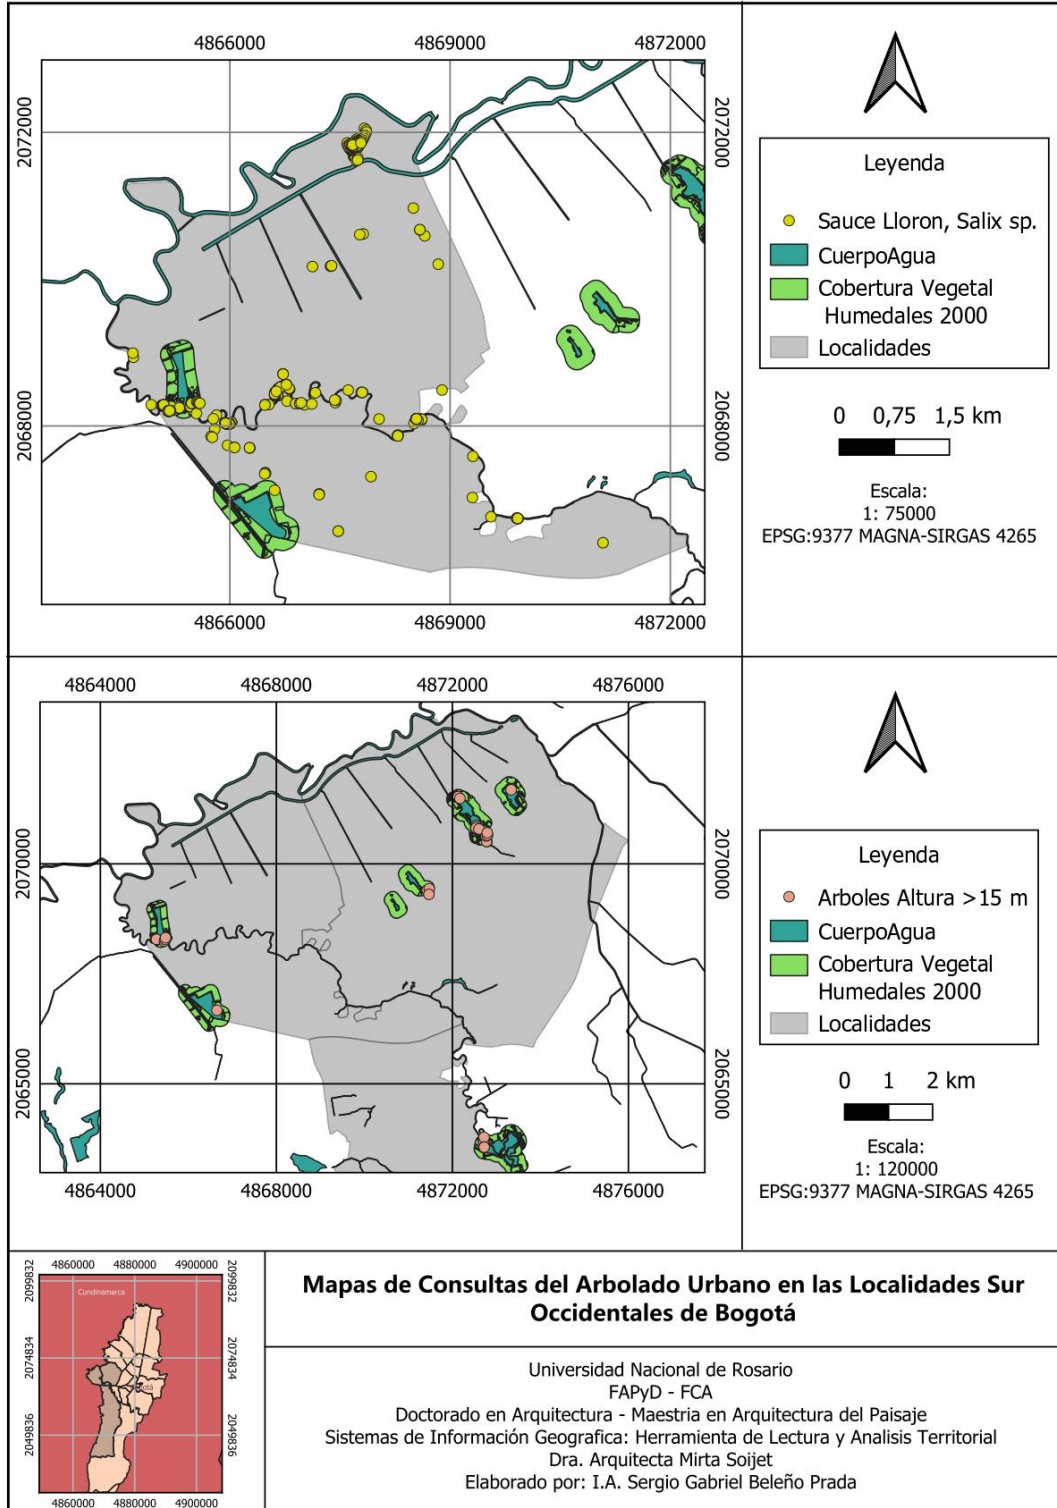 4866000 4869000 4872000
2072000
2072000
2068000
2068000
4866000 4869000 4872000
Leyenda
Sauce Lloron, Salix sp.
CuerpoAgua
Cobertura Vegetal
Humedales 2000
Localidades
0 0,75 1,5 km
Escala:
1: 75000
EPSG:9377 MAGNA-SIRGAS 4265
4864000 4868000 4872000 4876000
2070000
2070000
2065000
2065000
4864000 4868000 4872000 4876000
Leyenda
Arboles Altura >15 m
CuerpoAgua
Cobertura Vegetal
Humedales 2000
Localidades
0 1 2 km
Escala:
1: 120000
EPSG:9377 MAGNA-SIRGAS 4265
4860000 4880000 4900000
2099832
2099832
Cundinamarca
2074834
2074834
2049836
2049836
4860000 4880000 4900000
Mapas de Consultas del Arbolado Urbano en las Localidades Sur
Occidentales de Bogotá
Universidad Nacional de Rosario
FAPyD - FCA
Doctorado en Arquitectura - Maestria en Arquitectura del Paisaje
Sistemas de Información Geografica: Herramienta de Lectura y Analisis Territorial
Dra. Arquitecta Mirta Soijet
Elaborado por: I.A. Sergio Gabriel Beleño Prada